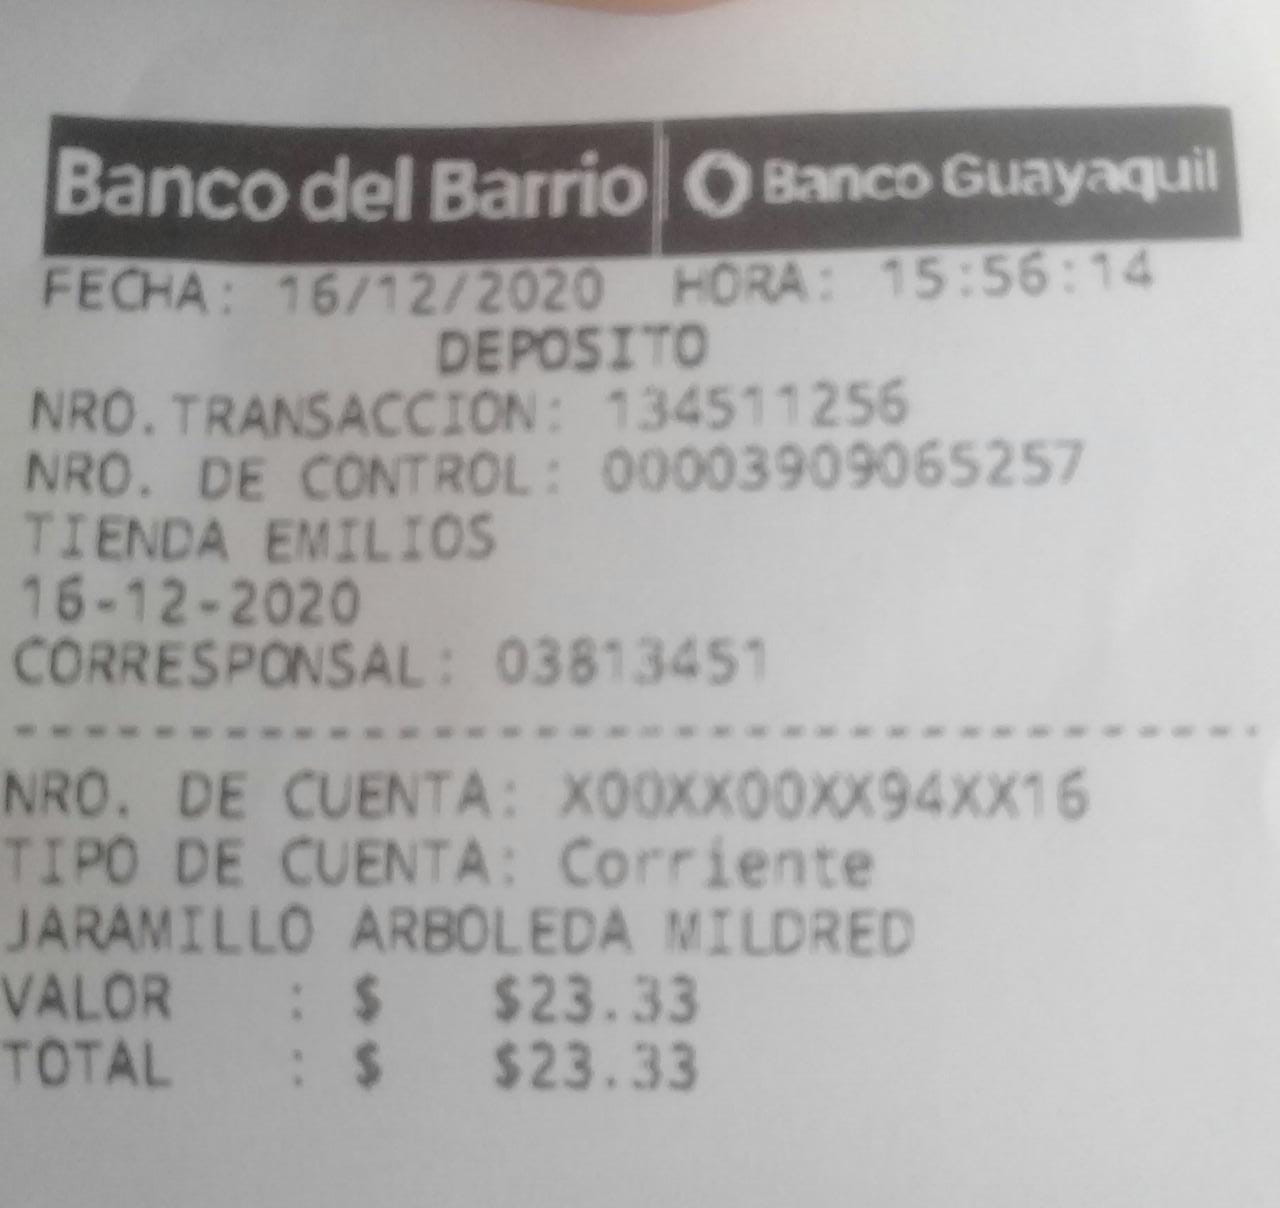 Banco del Barrio | Banco Guayaquil
FECHA: 16/12/2020 HORA: 15:56:14
DEPOSITO
NRO.TRANSACCION: 134511256
NRO. DE CONTROL: 00003909065257
TIENDA EMILIOS
16-12-2020
CORRESPONSAL: 03813451
-----------------------------------
NRO. DE CUENTA: X00XX00XX94XX16
TIPO DE CUENTA: Corriente
JARAMILLO ARBOLEDA MILDRED
VALOR : $ $23.33
TOTAL : $ $23.33